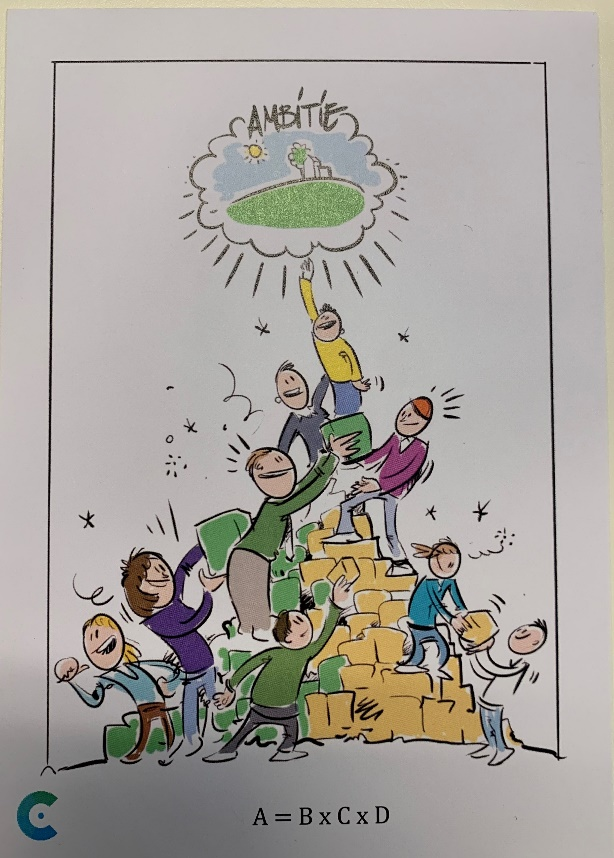 AMBITIE
A = B x C x D